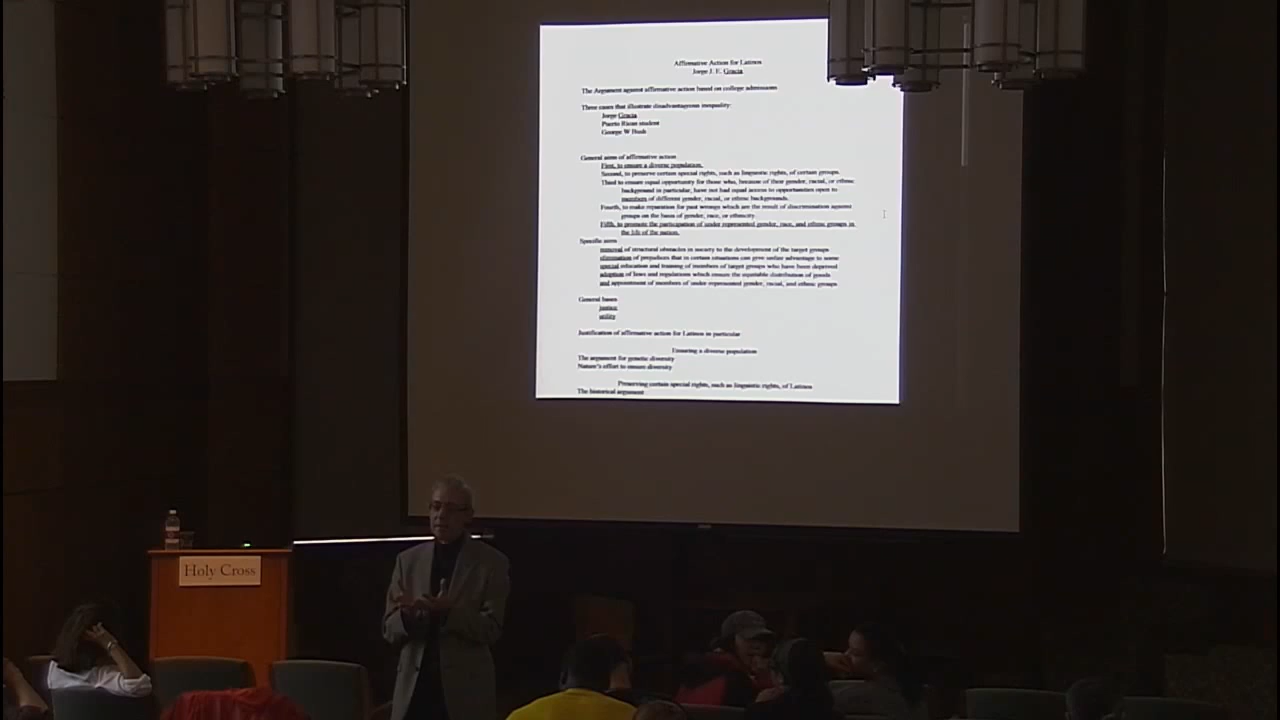 Affirmative Action for Latinos
Jorge J. E. Gracia
The Argument against affirmative action based on college admissions
Three cases that illustrate disadvantageous inequality:
Jorge Gracia
Puerto Rican student
George W Bush
General aims of affirmative action
First, to ensure a diverse population.
Second, to preserve certain special rights, such as linguistic rights, of certain groups.
Third to ensure equal opportunity for those who, because of their gender, racial, or ethnic
background in particular, have not had equal access to opportunities open to
members of different gender, racial, or ethnic backgrounds.
Fourth, to make reparation for past wrongs which are the result of discrimination against
groups on the basis of gender, race, or ethnicity.
Fifth, to promote the participation of under represented gender, race, and ethnic groups in
the life of the nation.
Specific aims
removal of structural obstacles in society to the development of the target groups
elimination of prejudices that in certain situations can give unfair advantage to some
special education and training of members of target groups who have been deprived
adoption of laws and regulations which ensure the equitable distribution of goods
and appointment of members of under represented gender, racial, and ethnic groups
General bases
justice
utility
Justification of affirmative action for Latinos in particular
Ensuring a diverse population
The argument for genetic diversity
Nature's effort to ensure diversity
Preserving certain special rights, such as linguistic rights, of Latinos
The historical argument
Holy Cross